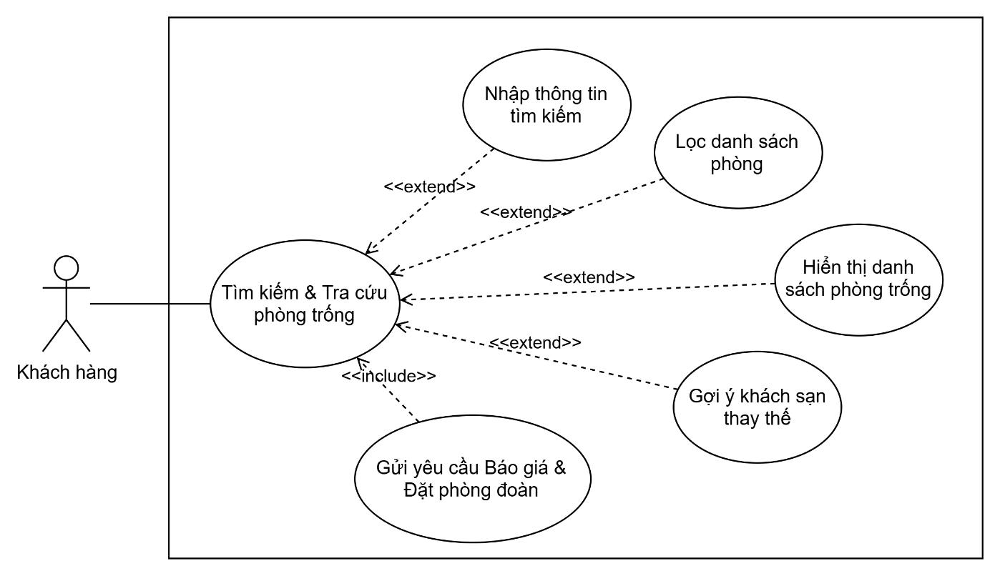 Nhập thông tin
tìm kiếm
Lọc danh sách
phòng
<<extend>>
<<extend>>
Hiển thị danh
sách phòng trống
<<extend>>
Tìm kiếm & Tra cứu
phòng trống
<<extend>>
Khách hàng
<<include>>
Gợi ý khách sạn
thay thế
Gửi yêu cầu Báo giá &
Đặt phòng đoàn